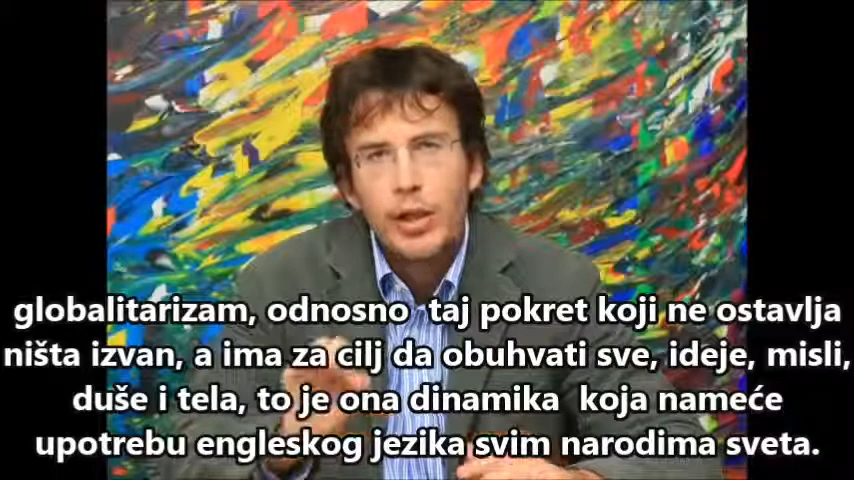 globalitarizam, odnosno taj pokret koji ne ostavlja
ništa izvan, a ima za cilj da obuhvati sve, ideje, misli,
duše i tela, to je ona dinamika koja nameće
upotrebu engleskog jezika svim narodima sveta.